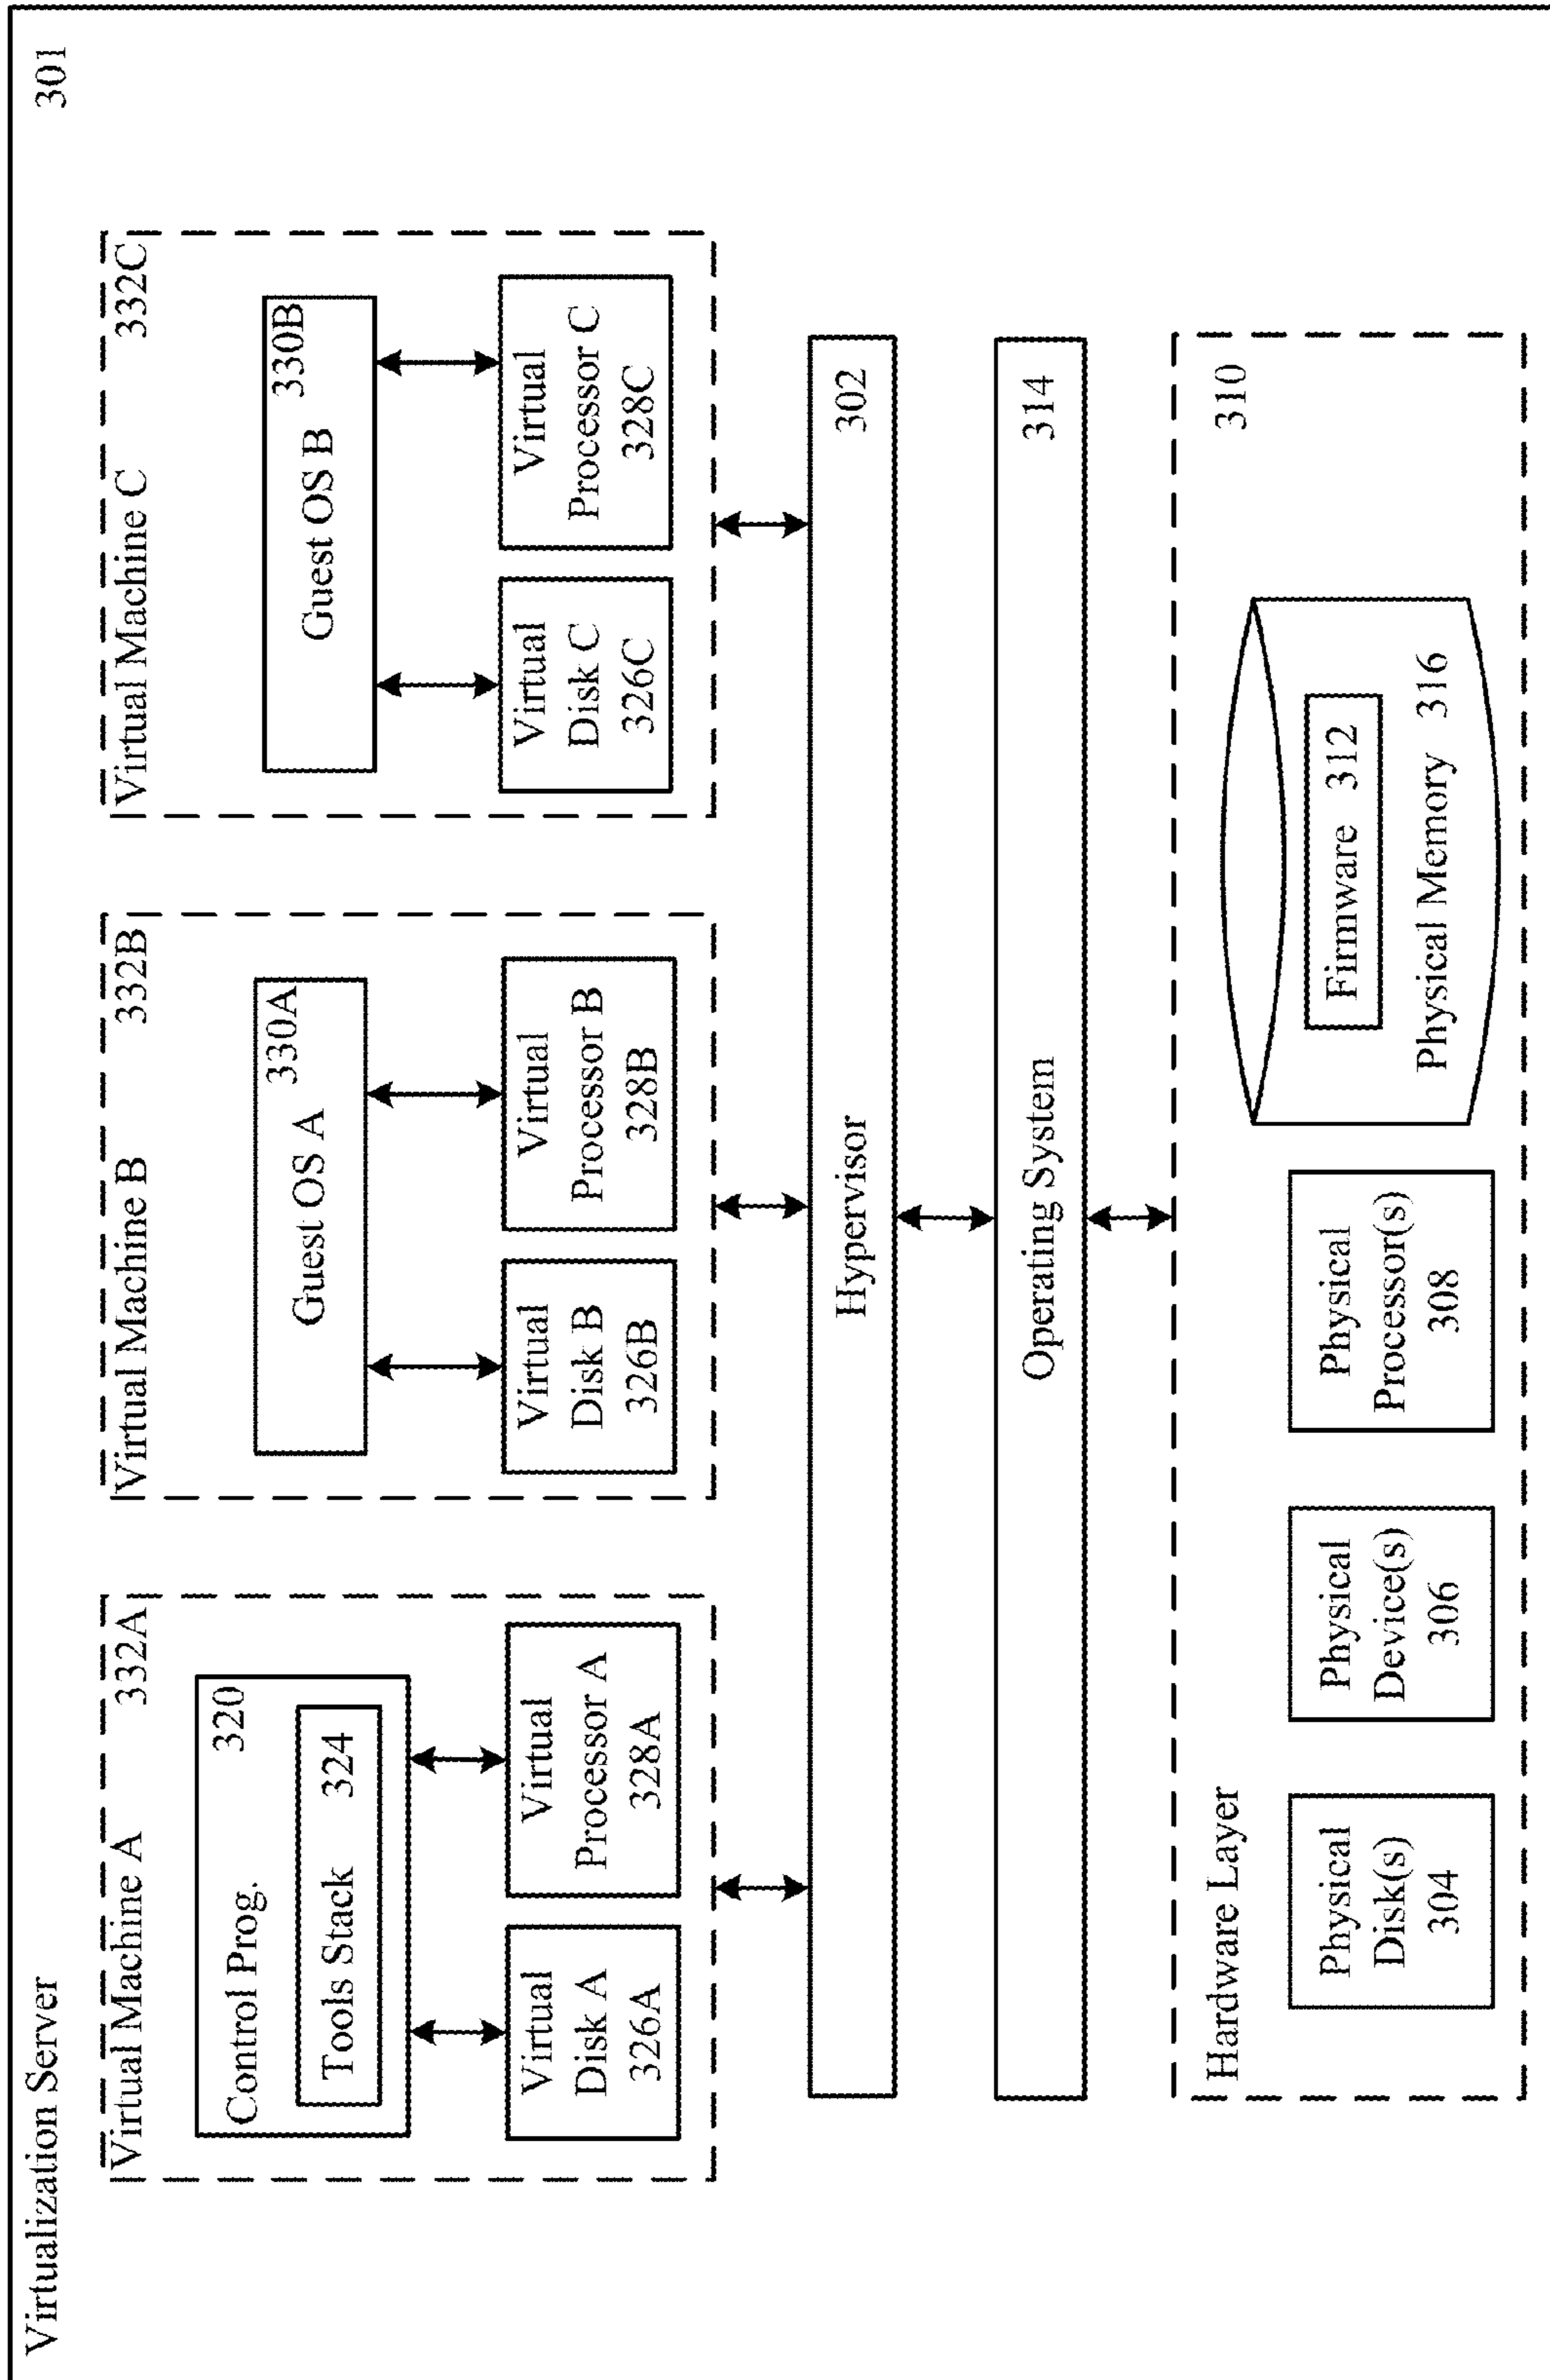 Virtualization Server
301
Virtual Machine A
332A
Control Prog.
320
Tools Stack
324
Virtual
Disk A
326A
Virtual
Processor A
328A
Virtual Machine B
332B
330A
Guest OS A
Virtual
Disk B
326B
Virtual
Processor B
328B
Virtual Machine C
332C
330B
Guest OS B
Virtual
Disk C
326C
Virtual
Processor C
328C
Hypervisor
302
Operating System
314
Hardware Layer
310
Physical
Disk(s)
304
Physical
Device(s)
306
Physical
Processor(s)
308
Firmware 312
Physical Memory 316